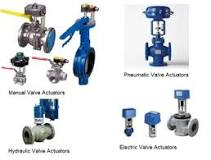 Manual Valve Actuators
Pneumatic Valve Actuators
Hydraulic Valve Actuators
Electric Valve Actuators